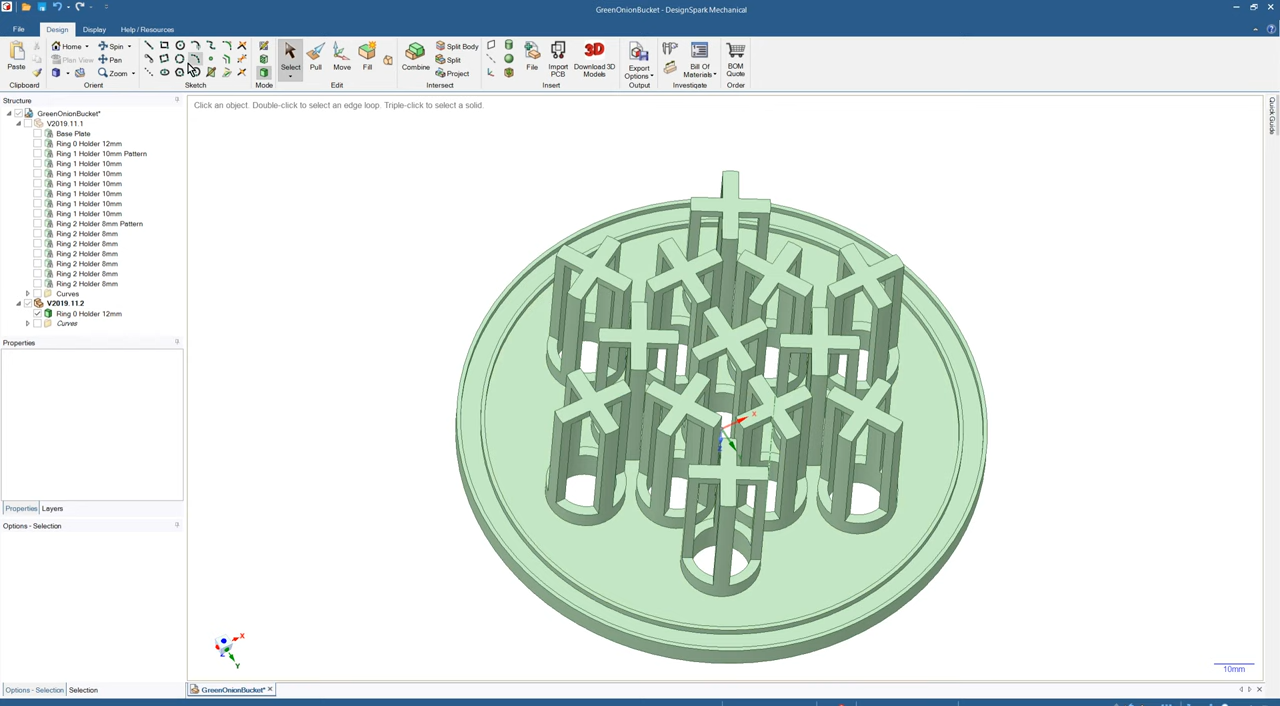 GreenOnionBucket - DesignSpark Mechanical
File Design Display Help / Resources
Paste
Clipboard
Home Spin
Plan View Pan
Zoom
Orient
Sketch
Mode
Select Pull Move Fill
Edit
Combine
Split Body
Split
Project
Intersect
File
Import PCB
Download 3D Models
Insert
Export Options
Output
Bill Of Materials
Investigate
BOM Quote
Order
Structure
GreenOnionBucket*
V2019.11.1
Base Plate
Ring 0 Holder 12mm
Ring 1 Holder 10mm Pattern
Ring 1 Holder 10mm
Ring 1 Holder 10mm
Ring 1 Holder 10mm
Ring 1 Holder 10mm
Ring 1 Holder 10mm
Ring 1 Holder 10mm
Ring 2 Holder 8mm Pattern
Ring 2 Holder 8mm
Ring 2 Holder 8mm
Ring 2 Holder 8mm
Ring 2 Holder 8mm
Ring 2 Holder 8mm
Ring 2 Holder 8mm
Curves
V2019.11.2
Ring 0 Holder 12mm
Curves
Properties
Properties Layers
Options - Selection
Options - Selection Selection
Click an object. Double-click to select an edge loop. Triple-click to select a solid.
Quick Guide
X
Z
X
Y
Z
10mm
GreenOnionBucket*